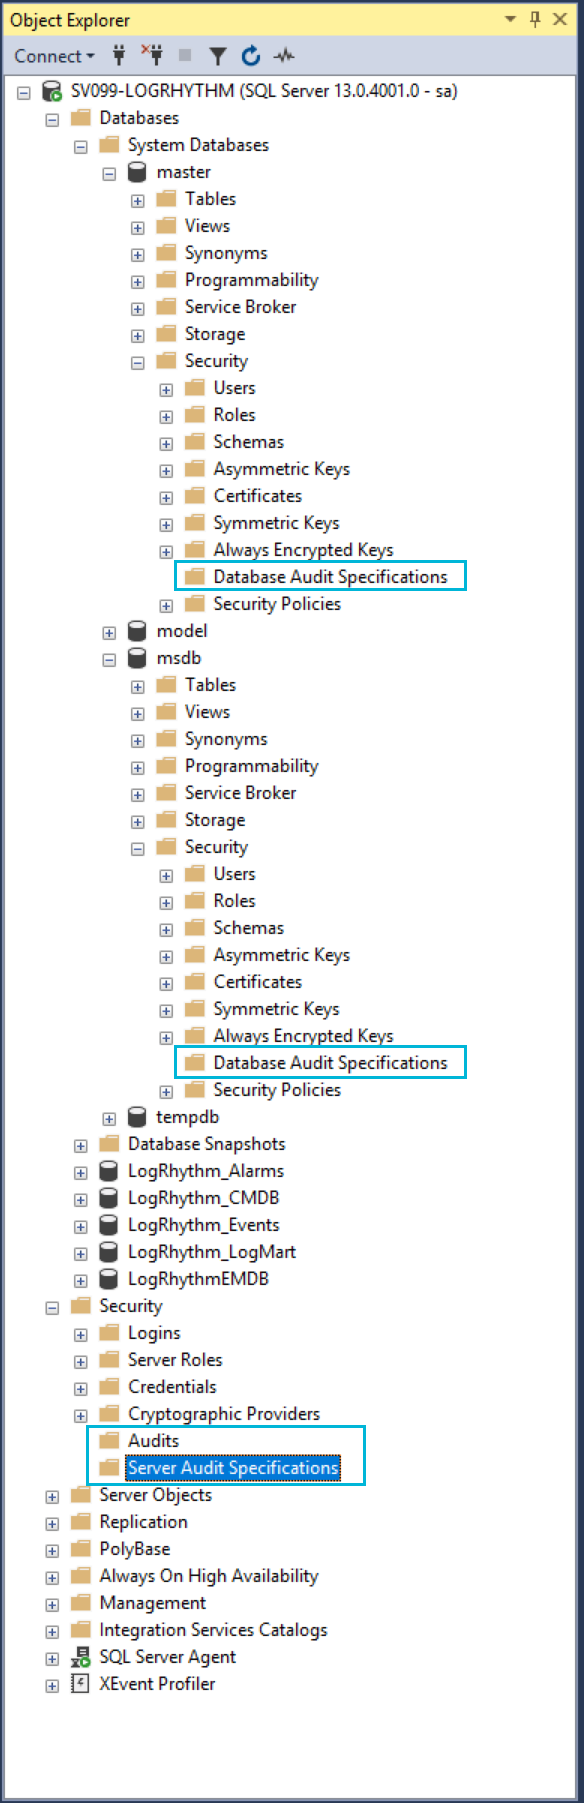 Object Explorer
Connect
SV099-LOGRHYTHM (SQL Server 13.0.4001.0 - sa)
Databases
System Databases
master
Tables
Views
Synonyms
Programmability
Service Broker
Storage
Security
Users
Roles
Schemas
Asymmetric Keys
Certificates
Symmetric Keys
Always Encrypted Keys
Database Audit Specifications
Security Policies
model
msdb
Tables
Views
Synonyms
Programmability
Service Broker
Storage
Security
Users
Roles
Schemas
Asymmetric Keys
Certificates
Symmetric Keys
Always Encrypted Keys
Database Audit Specifications
Security Policies
tempdb
Database Snapshots
LogRhythm_Alarms
LogRhythm_CMDB
LogRhythm_Events
LogRhythm_LogMart
LogRhythmEMDB
Security
Logins
Server Roles
Credentials
Cryptographic Providers
Audits
Server Audit Specifications
Server Objects
Replication
PolyBase
Always On High Availability
Management
Integration Services Catalogs
SQL Server Agent
XEvent Profiler